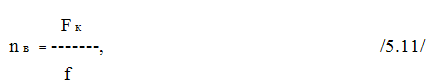 F к
n в = -------, /5.11/
f